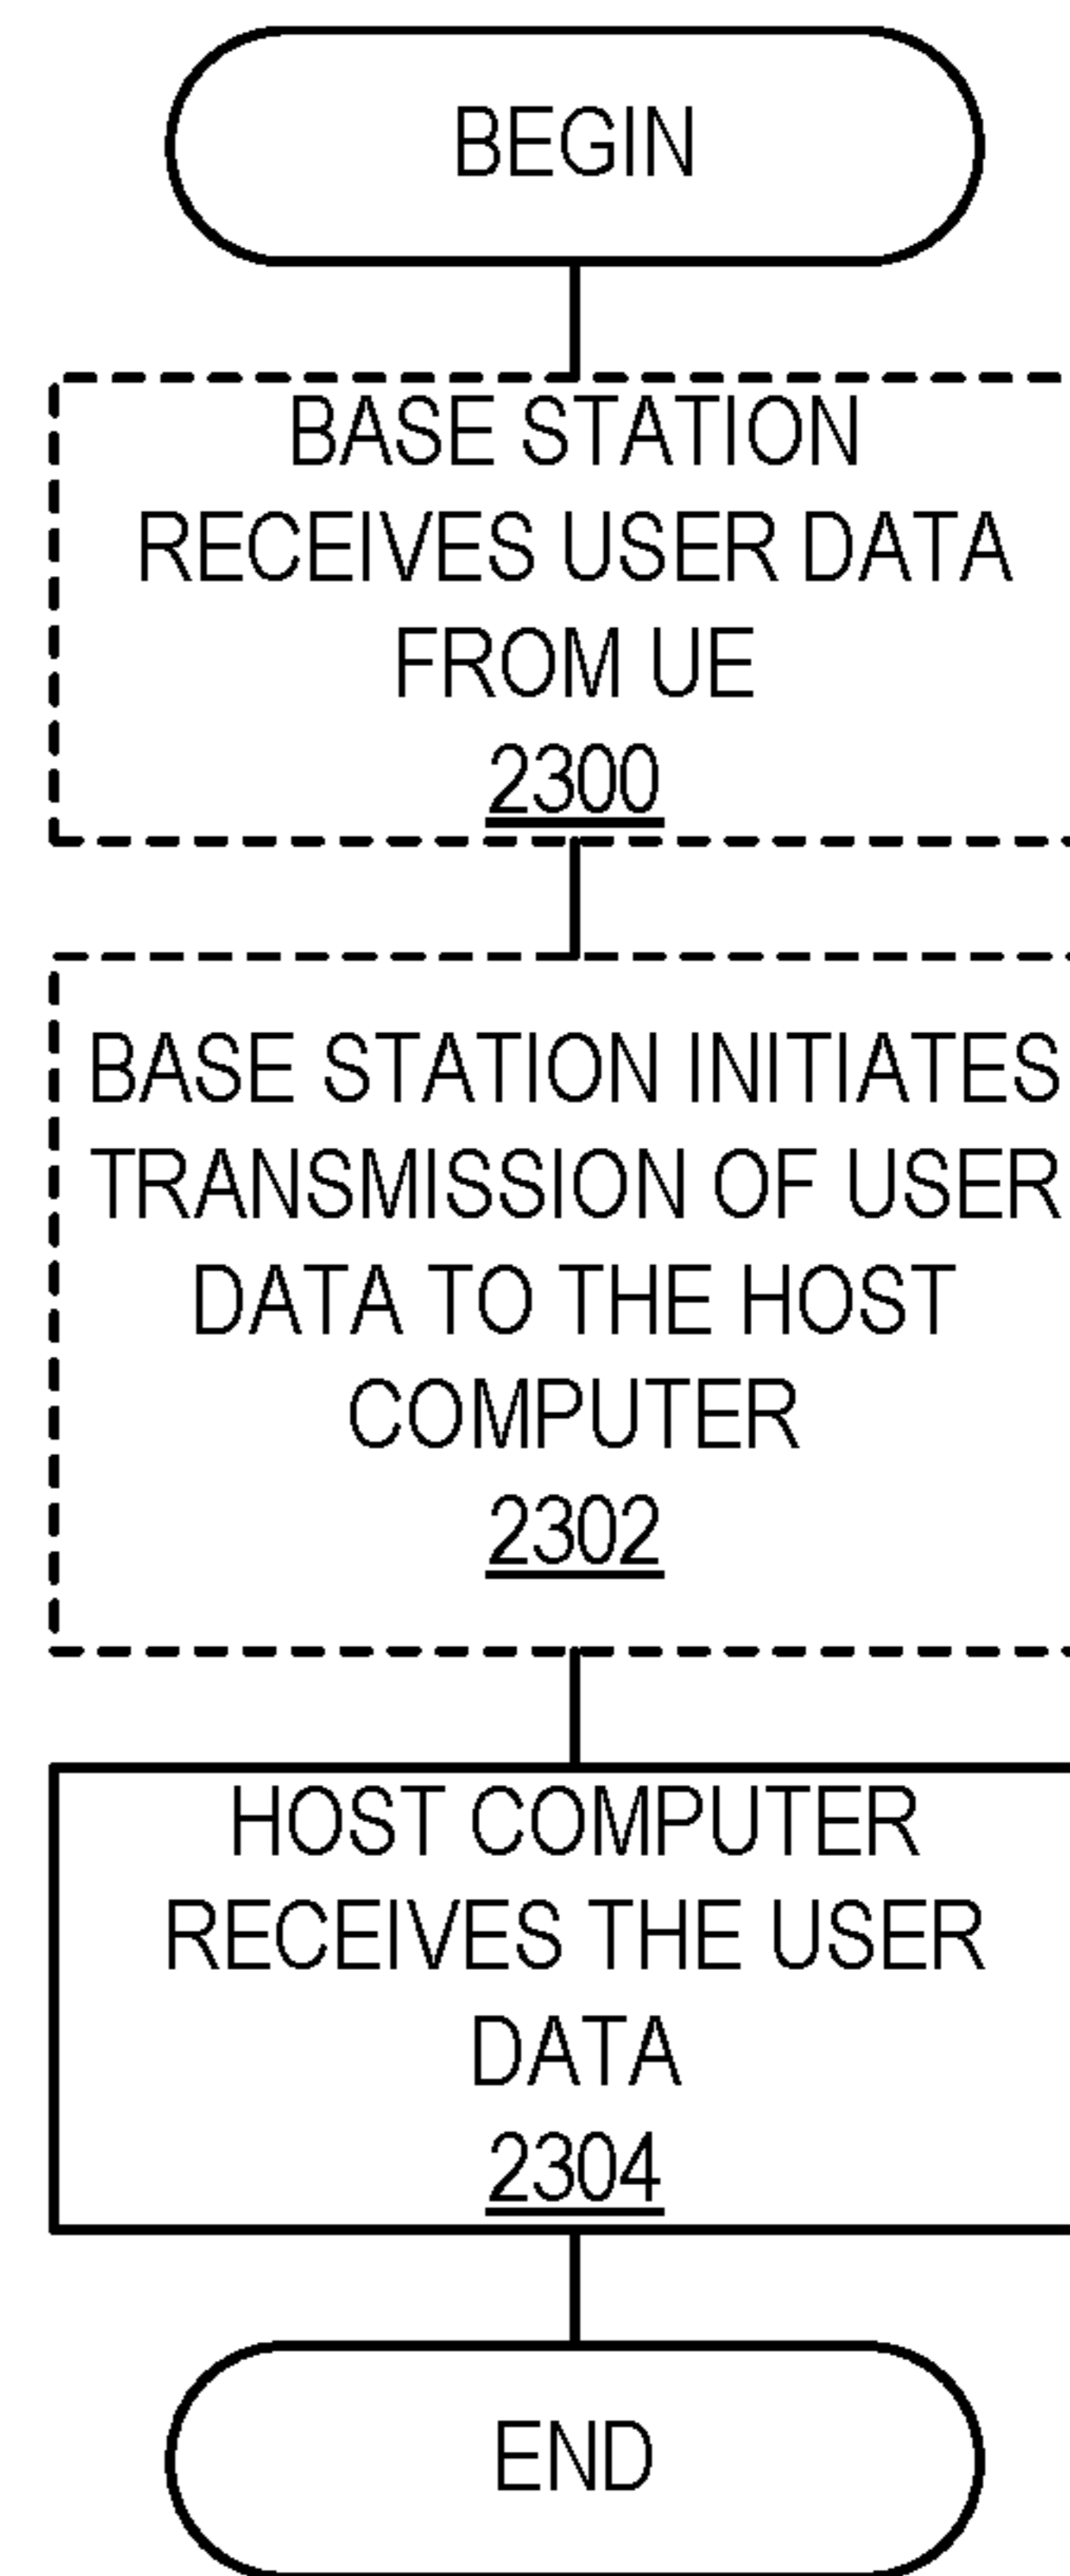 BEGIN
BASE STATION
RECEIVES USER DATA
FROM UE
2300
BASE STATION INITIATES
TRANSMISSION OF USER
DATA TO THE HOST
COMPUTER
2302
HOST COMPUTER
RECEIVES THE USER
DATA
2304
END